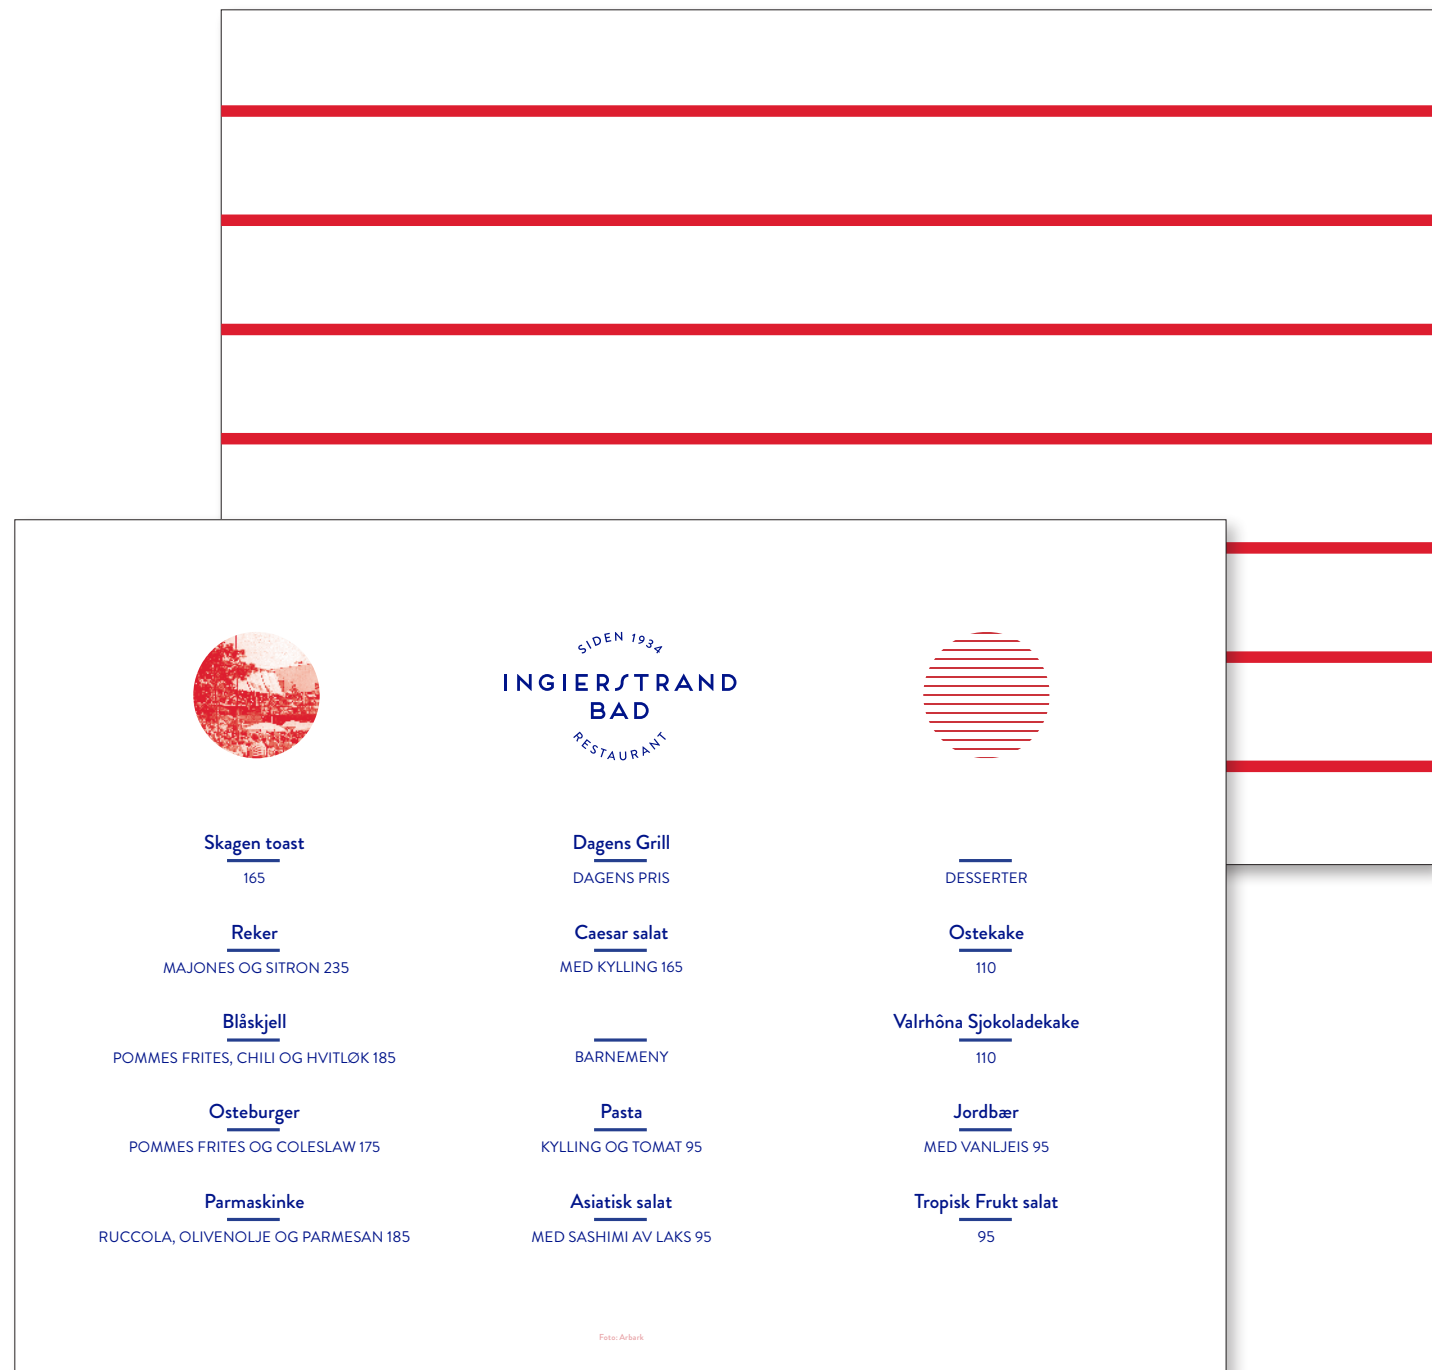 SIDEN 1934
INGIERSTRAND
BAD
RESTAURANT
Skagen toast
165
Reker
MAJONES OG SITRON 235
Blåskjell
POMMES FRITES, CHILI OG HVITLØK 185
Osteburger
POMMES FRITES OG COLESLAW 175
Parmaskinke
RUCCOLA, OLIVENOLJE OG PARMESAN 185
Dagens Grill
DAGENS PRIS
Caesar salat
MED KYLLING 165
BARNEMENY
Pasta
KYLLING OG TOMAT 95
Asiatisk salat
MED SASHIMI AV LAKS 95
DESSERTER
Ostekake
110
Valrhôna Sjokoladekake
110
Jordbær
MED VANLJEIS 95
Tropisk Frukt salat
95
Foto: Arbark